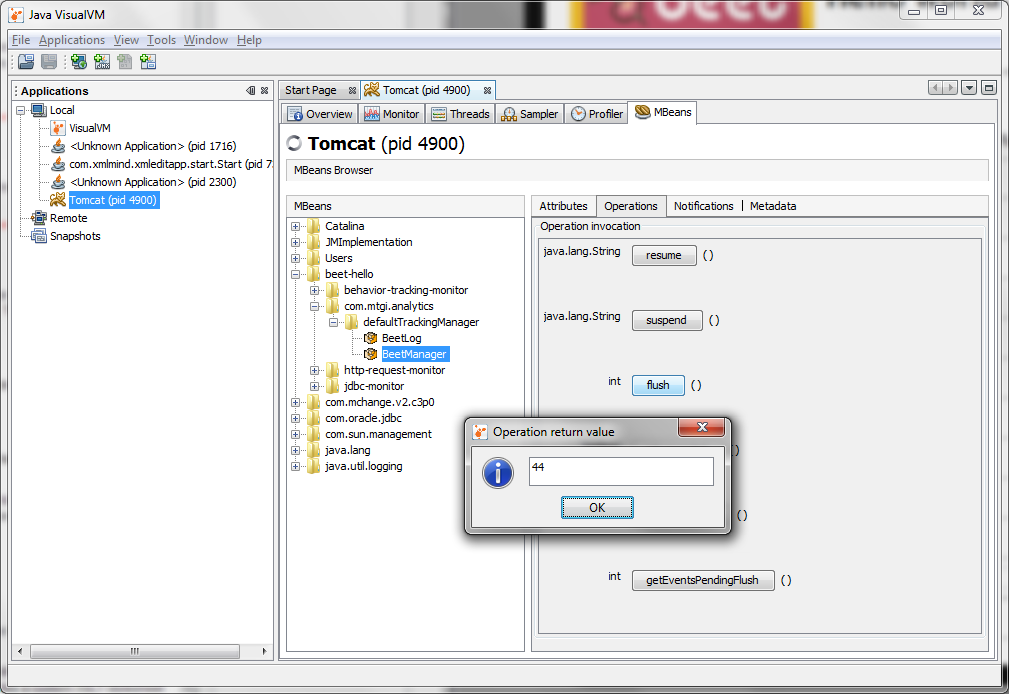 Java VisualVM
File Applications View Tools Window Help
Applications
Local
VisualVM
<Unknown Application> (pid 1716)
com.xmlmind.xmleditapp.start.Start (pid 7
<Unknown Application> (pid 2300)
Tomcat (pid 4900)
Remote
Snapshots
Start Page Tomcat (pid 4900)
Overview Monitor Threads Sampler Profiler MBeans
Tomcat (pid 4900)
MBeans Browser
MBeans
Catalina
JMImplementation
Users
beet-hello
behavior-tracking-monitor
com.mtgi.analytics
defaultTrackingManager
BeetLog
BeetManager
http-request-monitor
jdbc-monitor
com.mchange.v2.c3p0
com.oracle.jdbc
com.sun.management
java.lang
java.util.logging
Attributes Operations Notifications Metadata
Operation invocation
java.lang.String resume ()
java.lang.String suspend ()
int flush ()
)
()
int getEventsPendingFlush ()
Operation return value
44
OK